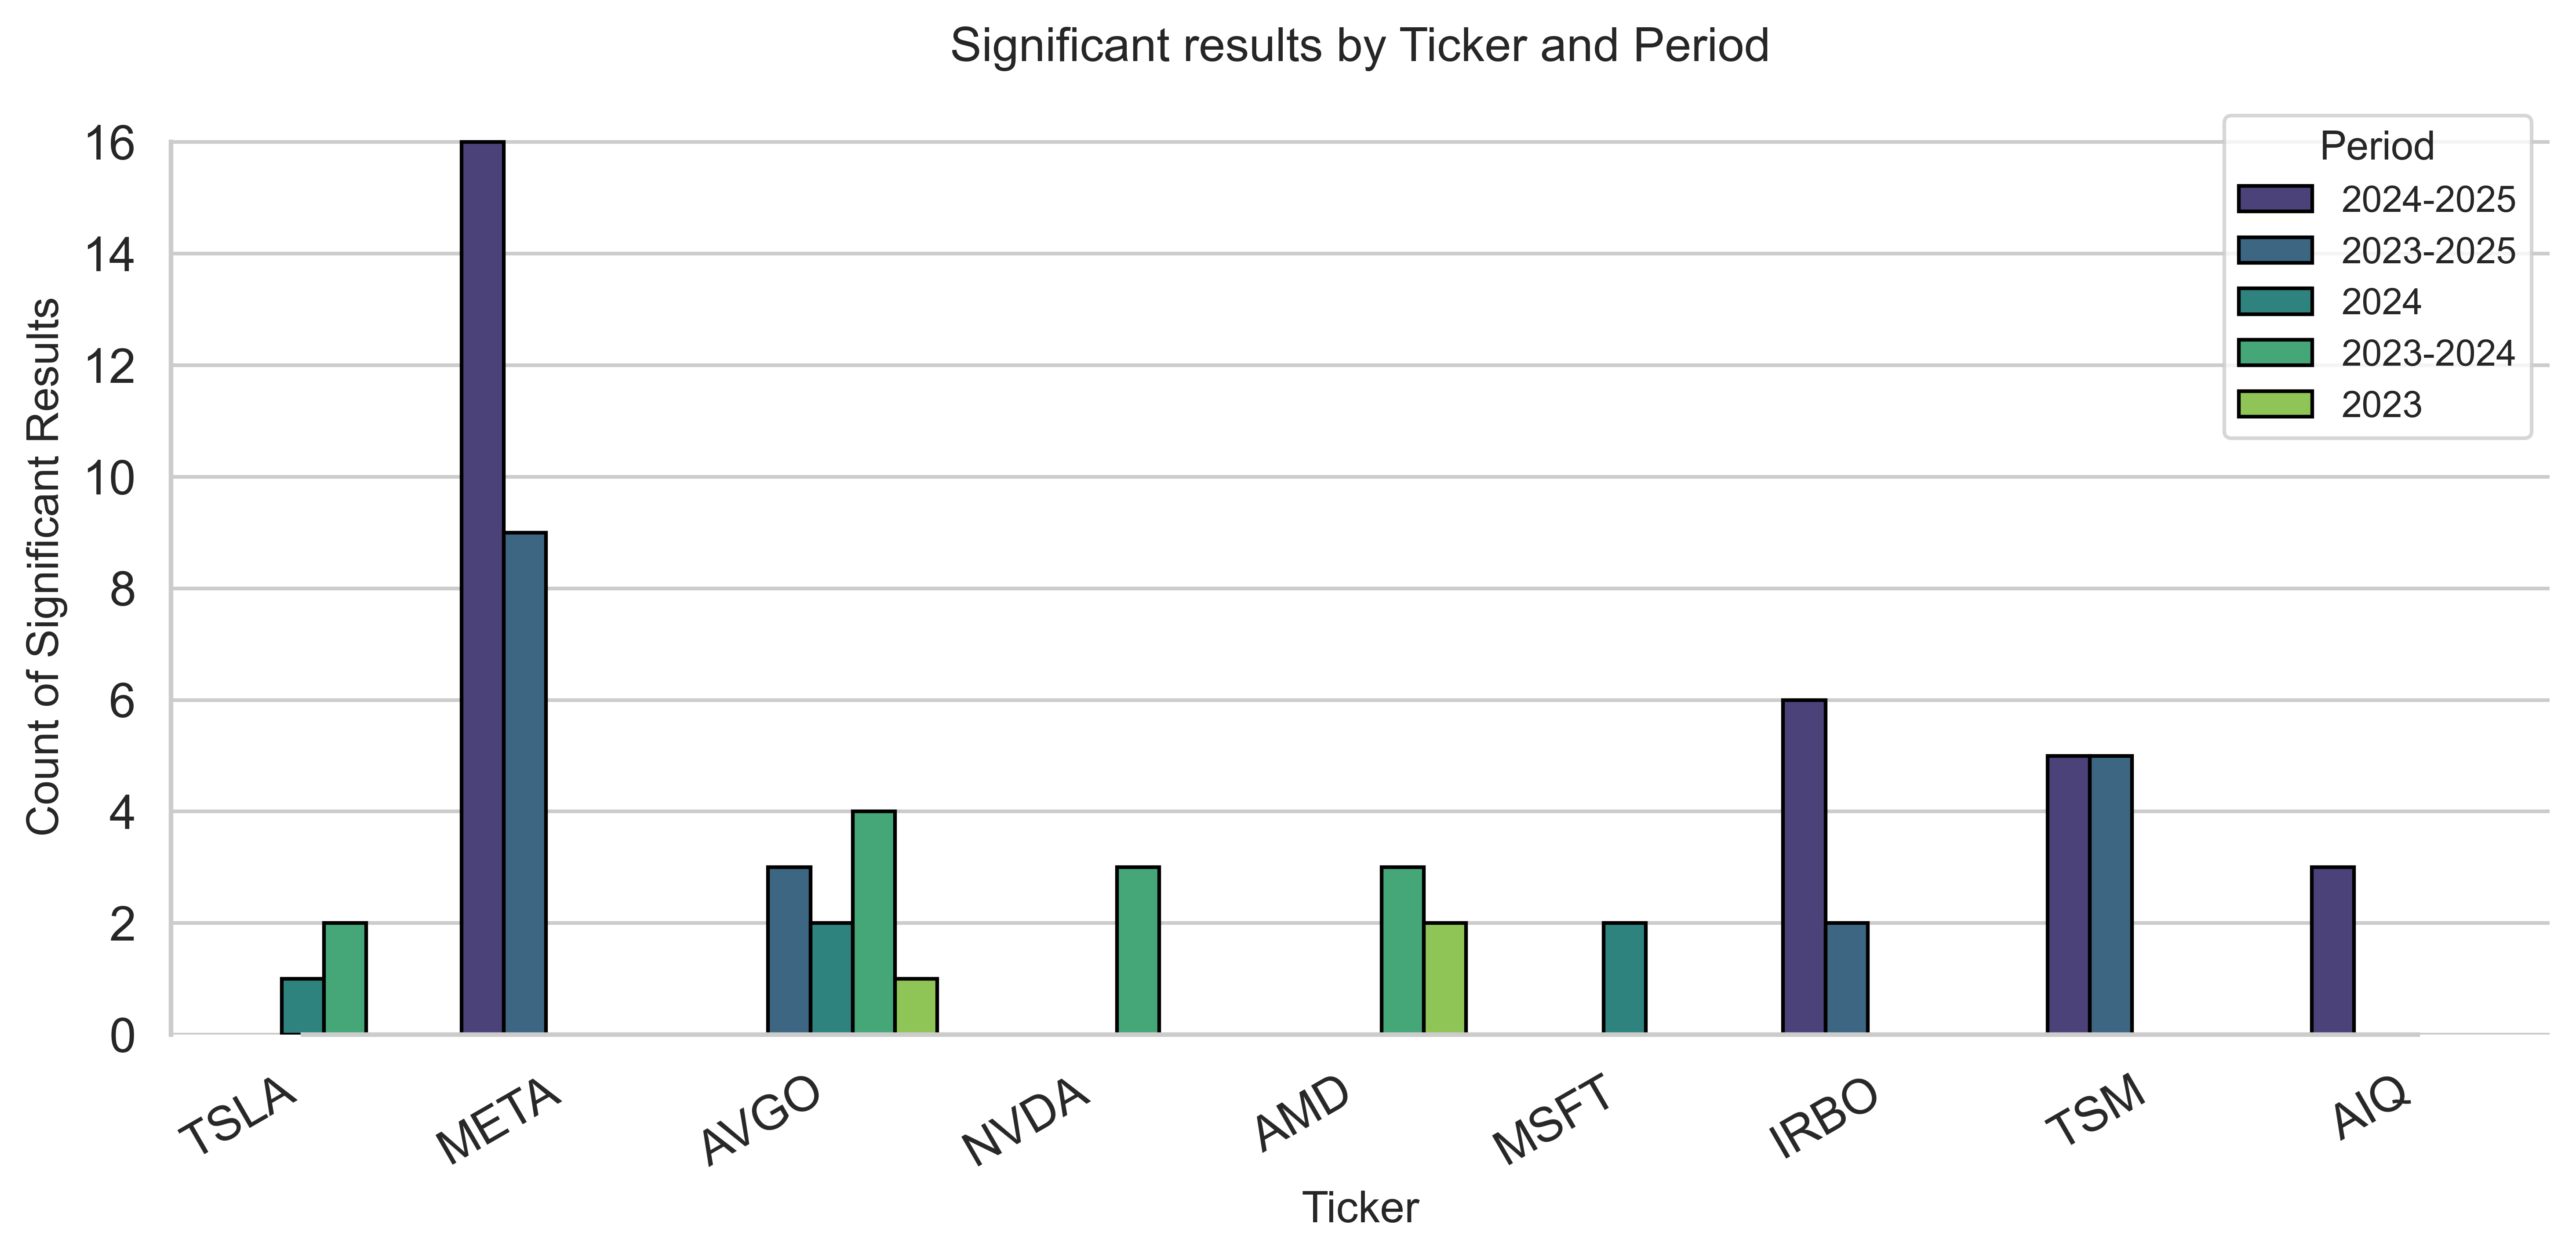 Significant results by Ticker and Period
Period
2024-2025
2023-2025
2024
2023-2024
2023
Count of Significant Results
16
14
12
10
8
6
4
2
0
TSLA
META
AVGO
NVDA
AMD
MSFT
IRBO
TSM
AIQ
Ticker